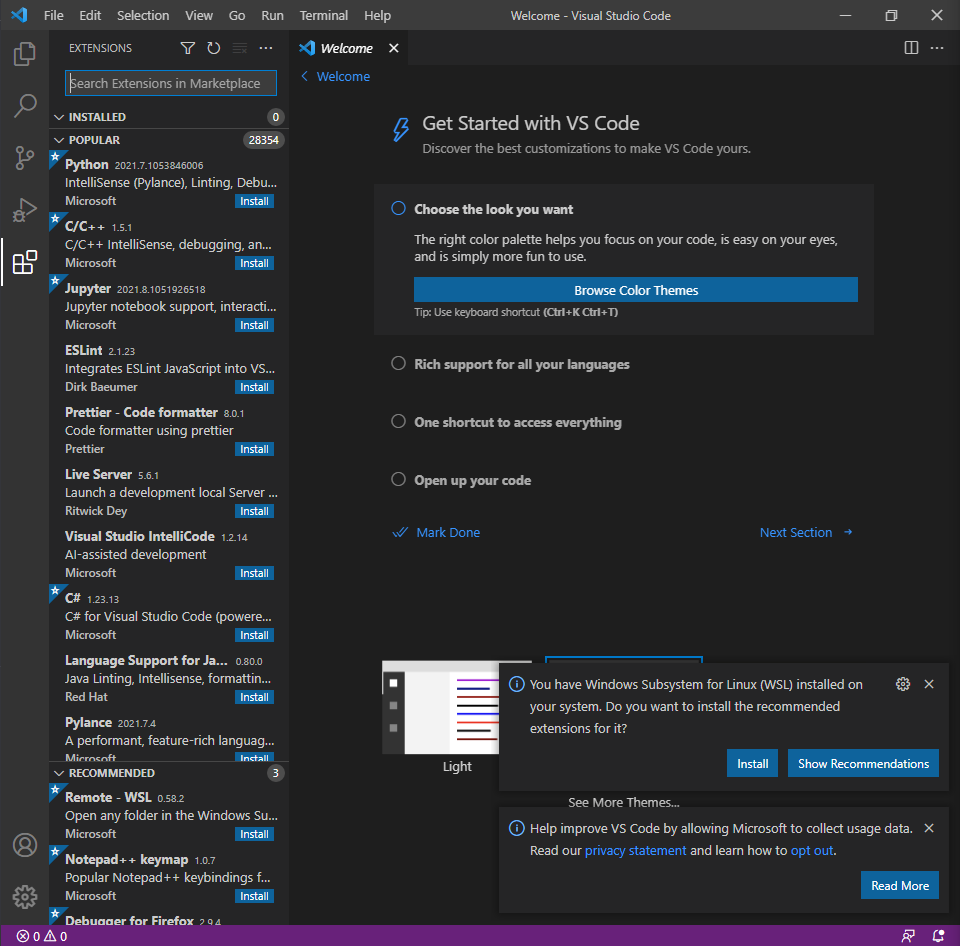 File Edit Selection View Go Run Terminal Help
Welcome - Visual Studio Code
EXTENSIONS
Search Extensions in Marketplace
INSTALLED 0
POPULAR 28354
Python 2021.7.1053846006
IntelliSense (Pylance), Linting, Debu...
Microsoft Install
C/C++ 1.5.1
C/C++ IntelliSense, debugging, an...
Microsoft Install
Jupyter 2021.8.1051926518
Jupyter notebook support, interacti...
Microsoft Install
ESLint 2.1.23
Integrates ESLint JavaScript into VS...
Dirk Baeumer Install
Prettier - Code formatter 8.0.1
Code formatter using prettier
Prettier Install
Live Server 5.6.1
Launch a development local Server ...
Ritwick Dey Install
Visual Studio IntelliCode 1.2.14
AI-assisted development
Microsoft Install
C# 1.23.13
C# for Visual Studio Code (powere...
Microsoft Install
Language Support for Ja... 0.80.0
Java Linting, Intellisense, formattin...
Red Hat Install
Pylance 2021.7.4
A performant, feature-rich languag...
Microsoft Install
RECOMMENDED 3
Remote - WSL 0.58.2
Open any folder in the Windows Su...
Microsoft Install
Notepad++ keymap 1.0.7
Popular Notepad++ keybindings f...
Microsoft Install
Debugger for Firefox 2.9.4
Welcome
Welcome
Get Started with VS Code
Discover the best customizations to make VS Code yours.
Choose the look you want
The right color palette helps you focus on your code, is easy on your eyes,
and is simply more fun to use.
Browse Color Themes
Tip: Use keyboard shortcut (Ctrl+K Ctrl+T)
Rich support for all your languages
One shortcut to access everything
Open up your code
Mark Done
Next Section
Light
See More Themes...
You have Windows Subsystem for Linux (WSL) installed on
your system. Do you want to install the recommended
extensions for it?
Install
Show Recommendations
Help improve VS Code by allowing Microsoft to collect usage data.
Read our privacy statement and learn how to opt out.
Read More
0 0